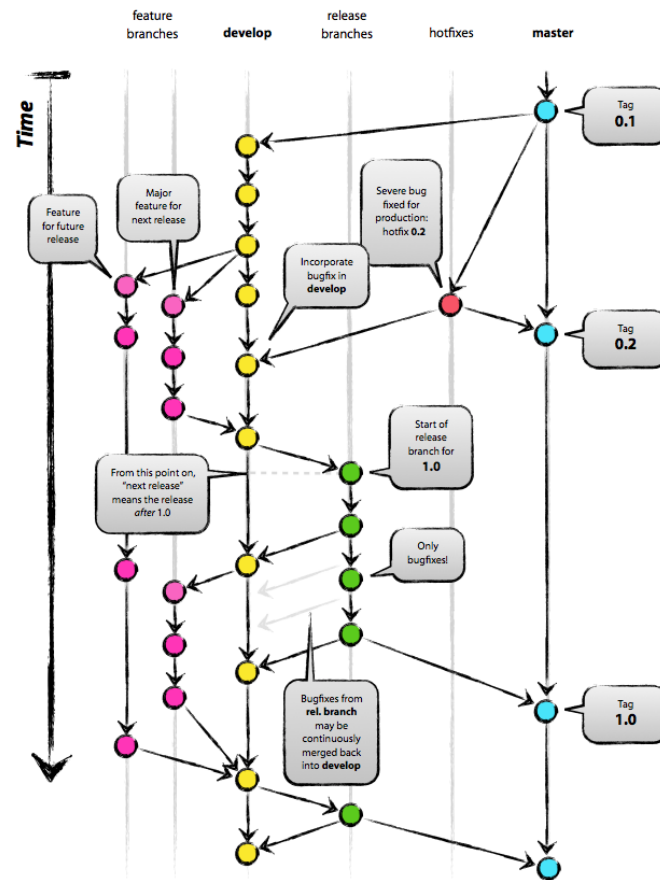 feature
branches
develop
release
branches
hotfixes
master
Time
Tag
0.1
Major
feature for
next release
Severe bug
fixed for
production:
hotfix 0.2
Feature
for future
release
Incorporate
bugfix in
develop
Tag
0.2
Start of
release
branch for
1.0
From this point on,
“next release”
means the release
after 1.0
Only
bugfixes!
Bugfixes from
rel. branch
may be
continuously
merged back
into develop
Tag
1.0